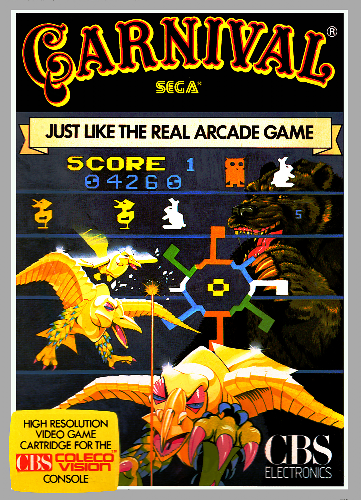 CARNIVAL®
SEGA®
JUST LIKE THE REAL ARCADE GAME
SCORE 1
04260
5
HIGH RESOLUTION
VIDEO GAME
CARTRIDGE FOR THE
CBS COLECO
VISION™
CONSOLE
CBS
ELECTRONICS